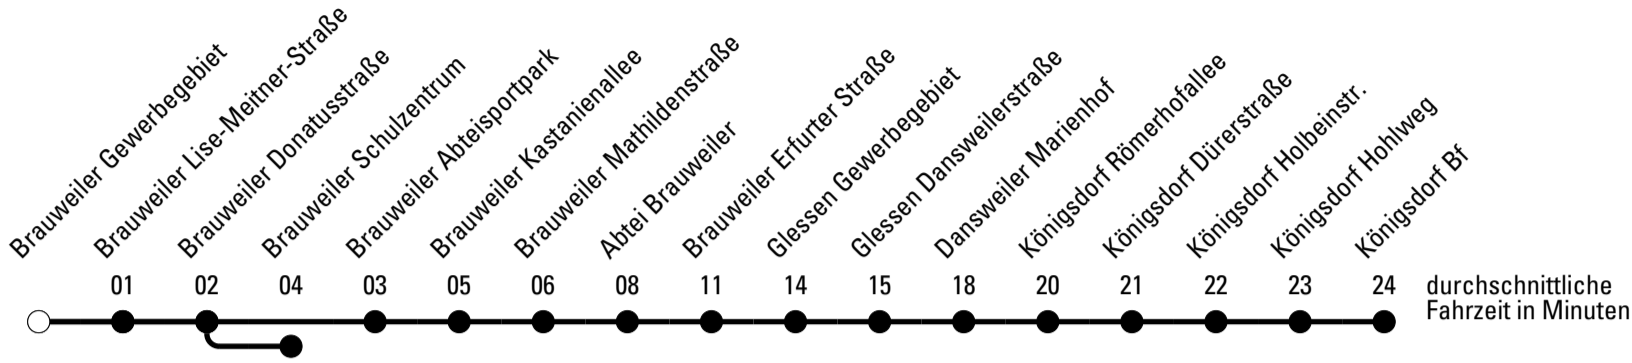 Brauweiler Gewerbegebiet
Brauweiler Lise-Meitner-Straße
Brauweiler Donatusstraße
Brauweiler Schulzentrum
Brauweiler Abteisportpark
Brauweiler Kastanienallee
Brauweiler Mathildenstraße
Abtei Brauweiler
Brauweiler Erfurter Straße
Glessen Gewerbegebiet
Glessen Dansweilerstraße
Dansweiler Marienhof
Königsdorf Römerhofallee
Königsdorf Dürerstraße
Königsdorf Holbeinstr.
Königsdorf Hohlweg
Königsdorf Bf
01 02 04 03 05 06 08 11 14 15 18 20 21 22 23 24 durchschnittliche
Fahrzeit in Minuten